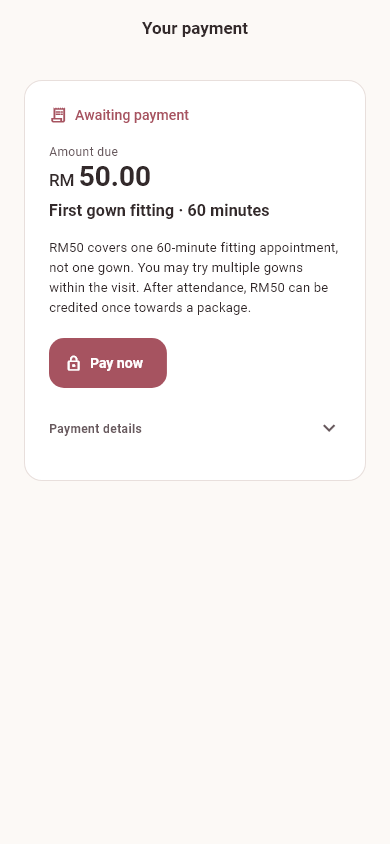 Your payment
Awaiting payment
Amount due
RM 50.00
First gown fitting · 60 minutes
RM50 covers one 60-minute fitting appointment,
not one gown. You may try multiple gowns
within the visit. After attendance, RM50 can be
credited once towards a package.
Pay now
Payment details